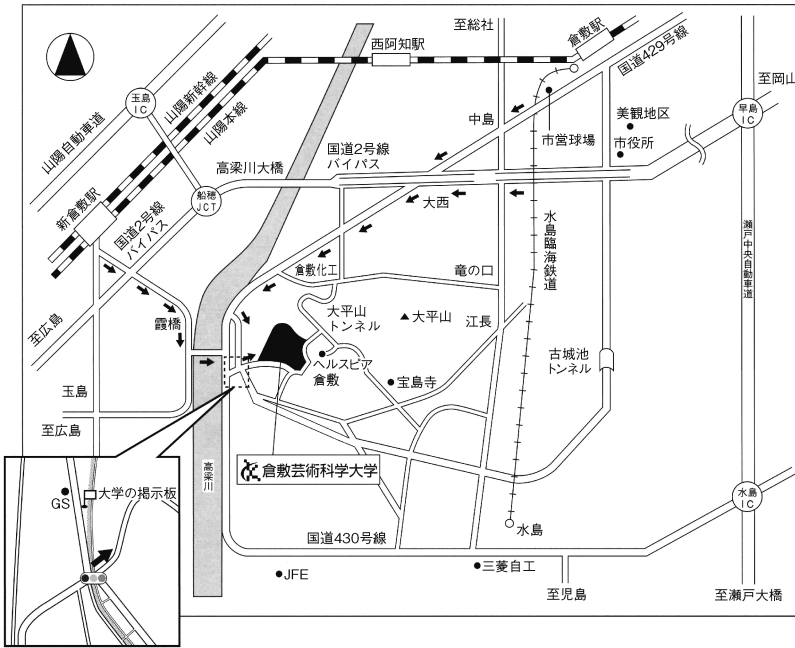 至総社
倉敷駅
西阿知駅
国道429号線
至岡山
玉島
IC
山陽新幹線
山陽本線
山陽自動車道
中島
市営球場
美観地区
市役所
早島
IC
国道2号線
バイパス
高梁川大橋
船穂
JCT
新倉敷駅
国道2号線
バイパス
大西
水島臨海鉄道
瀬戸中央自動車道
倉敷化工
竜の口
至広島
霞橋
大平山
トンネル
大平山
江長
古城池
トンネル
ヘルスピア
倉敷
宝島寺
玉島
至広島
高梁川
倉敷芸術科学大学
GS
大学の掲示板
水島
水島
IC
国道430号線
JFE
三菱自工
至児島
至瀬戸大橋